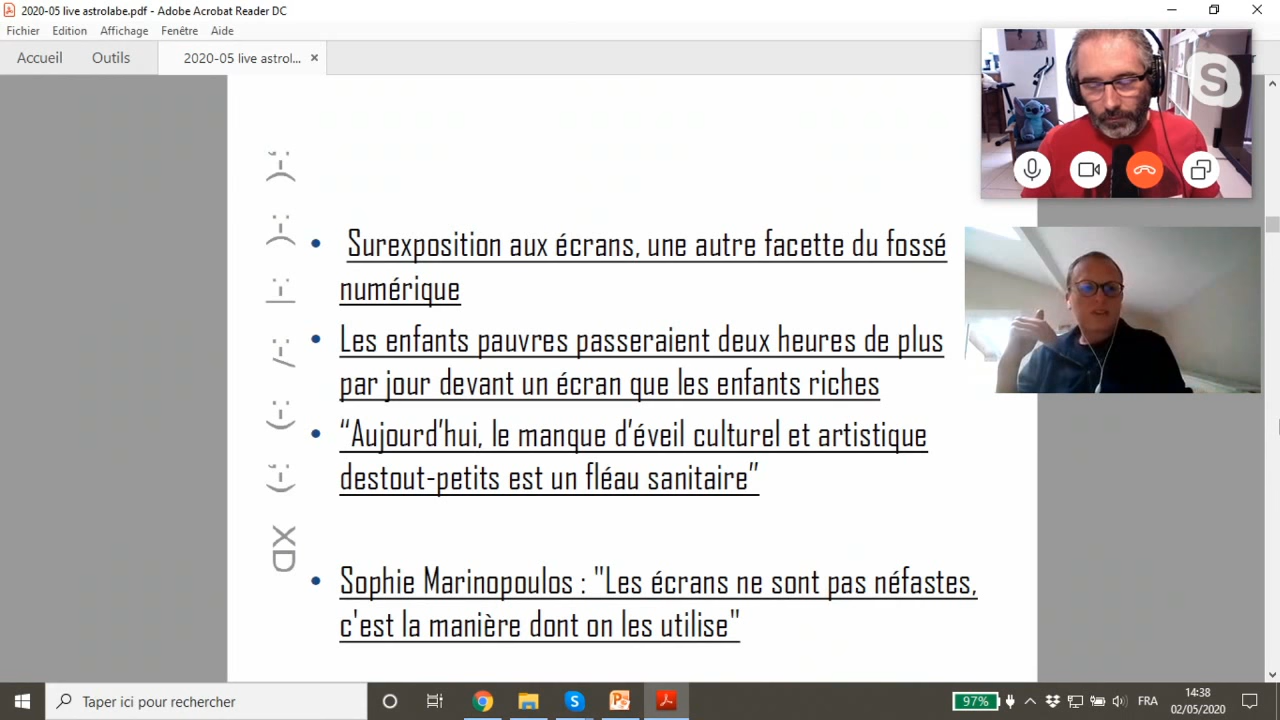 2020-05 live astrolabe.pdf - Adobe Acrobat Reader DC
Fichier Edition Affichage Fenêtre Aide
Accueil Outils 2020-05 live astrol... ×
S
;-(
:-(
:-|
:-/
:-)
;-)
XD
• Surexposition aux écrans, une autre facette du fossé
numérique
• Les enfants pauvres passeraient deux heures de plus
par jour devant un écran que les enfants riches
• “Aujourd’hui, le manque d’éveil culturel et artistique
destout-petits est un fléau sanitaire”
• Sophie Marinopoulos : "Les écrans ne sont pas néfastes,
c'est la manière dont on les utilise"
Taper ici pour rechercher
97%
FRA
14:38
02/05/2020